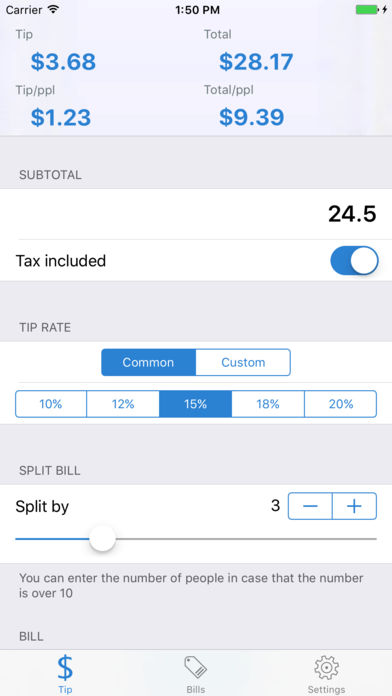 Carrier 1:50 PM
Tip Total
$3.68 $28.17
Tip/ppl Total/ppl
$1.23 $9.39
SUBTOTAL
24.5
Tax included
TIP RATE
Common Custom
10% 12% 15% 18% 20%
SPLIT BILL
Split by 3 − +
You can enter the number of people in case that the number
is over 10
BILL
$
Tip Bills Settings